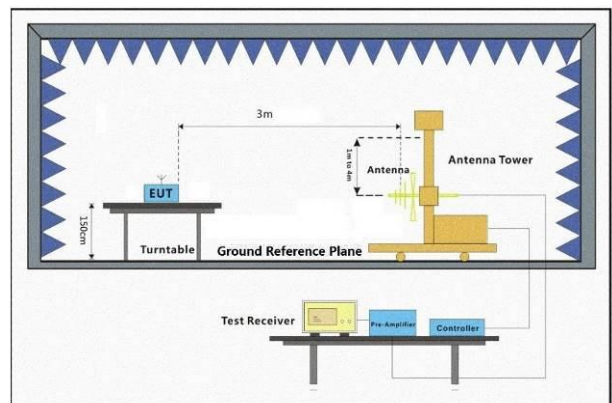 3m
1m to 4m
Antenna
Antenna Tower
EUT
150cm
Turntable
Ground Reference Plane
Test Receiver
Pre-Amplifier
Controller